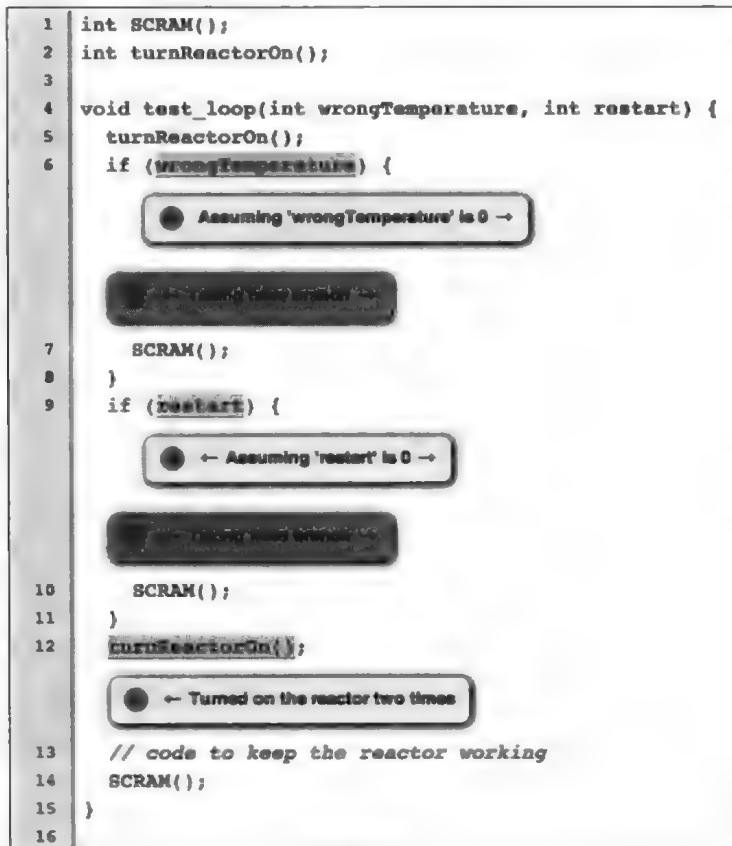 1 int SCRAM();
2 int turnReactorOn();
3
4 void test_loop(int wrongTemperature, int restart) {
5 turnReactorOn();
6 if (wrongTemperature) {
Assuming 'wrongTemperature' is 0 →
7 SCRAM();
8 }
9 if (restart) {
← Assuming 'restart' is 0 →
10 SCRAM();
11 }
12 turnReactorOn();
← Turned on the reactor two times
13 // code to keep the reactor working
14 SCRAM();
15 }
16